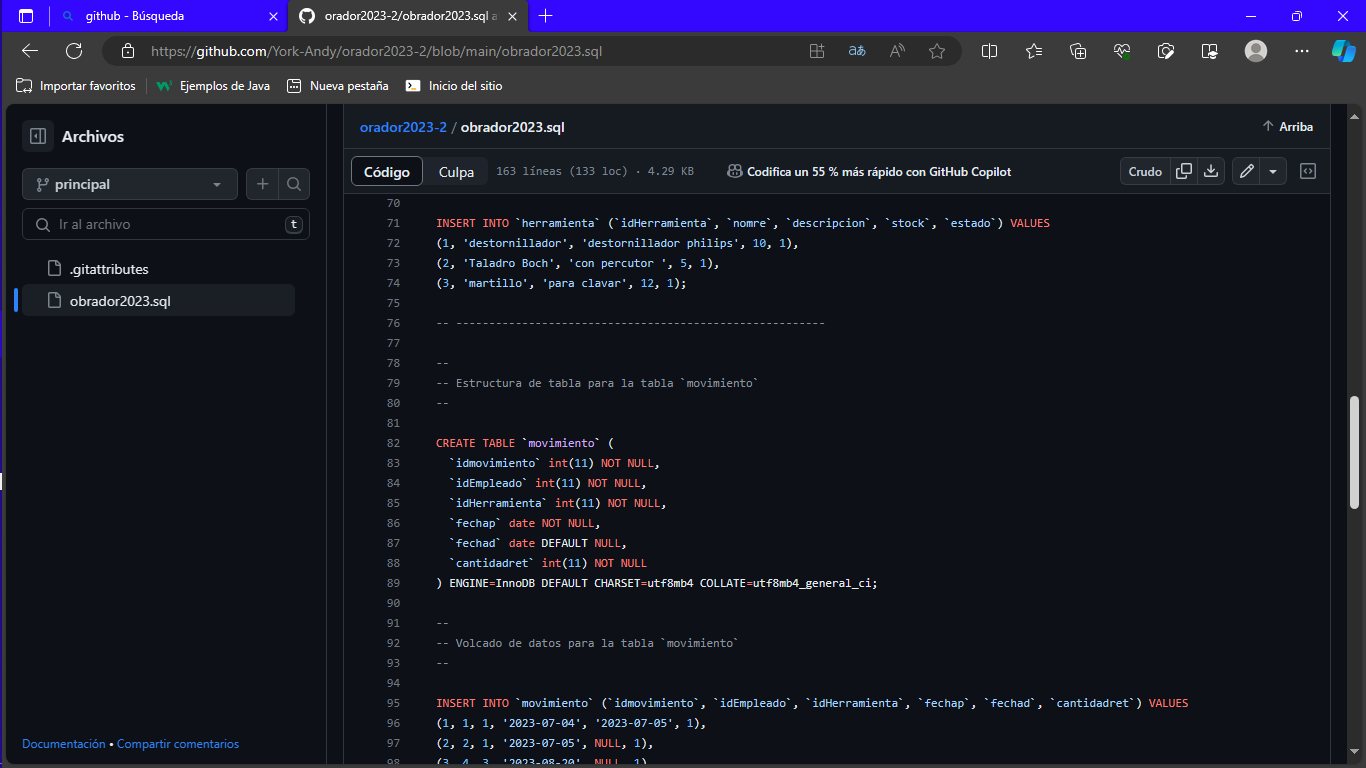 github - Búsqueda
orador2023-2/obrador2023.sql a
https://github.com/York-Andy/orador2023-2/blob/main/obrador2023.sql
Importar favoritos
Ejemplos de Java
Nueva pestaña
Inicio del sitio
Archivos
principal
Ir al archivo
t
.gitattributes
obrador2023.sql
Documentación • Compartir comentarios
orador2023-2 / obrador2023.sql
Arriba
Código
Culpa
163 líneas (133 loc) · 4.29 KB
Codifica un 55 % más rápido con GitHub Copilot
Crudo
70
71 INSERT INTO `herramienta` (`idHerramienta`, `nomre`, `descripcion`, `stock`, `estado`) VALUES
72 (1, 'destornillador', 'destornillador philips', 10, 1),
73 (2, 'Taladro Boch', 'con percutor ', 5, 1),
74 (3, 'martillo', 'para clavar', 12, 1);
75
76 -- --------------------------------------------------------
77
78 --
79 -- Estructura de tabla para la tabla `movimiento`
80 --
81
82 CREATE TABLE `movimiento` (
83 `idmovimiento` int(11) NOT NULL,
84 `idEmpleado` int(11) NOT NULL,
85 `idHerramienta` int(11) NOT NULL,
86 `fechap` date NOT NULL,
87 `fechad` date DEFAULT NULL,
88 `cantidadret` int(11) NOT NULL
89 ) ENGINE=InnoDB DEFAULT CHARSET=utf8mb4 COLLATE=utf8mb4_general_ci;
90
91 --
92 -- Volcado de datos para la tabla `movimiento`
93 --
94
95 INSERT INTO `movimiento` (`idmovimiento`, `idEmpleado`, `idHerramienta`, `fechap`, `fechad`, `cantidadret`) VALUES
96 (1, 1, 1, '2023-07-04', '2023-07-05', 1),
97 (2, 2, 1, '2023-07-05', NULL, 1),
98 (3, 4, 3, '2023-08-20', NULL, 1)